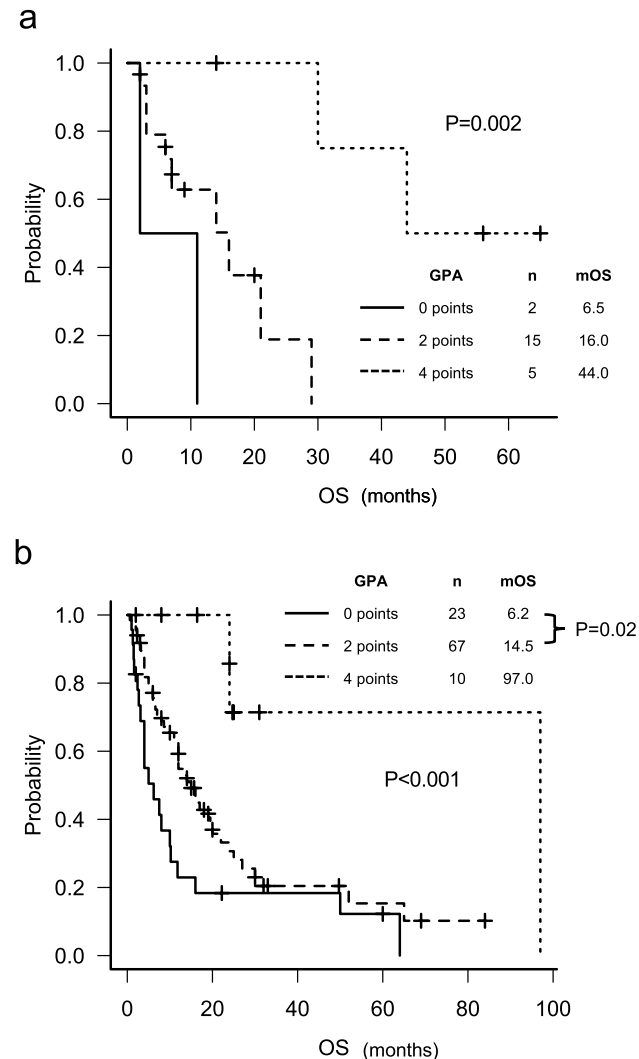 a
1.0
0.8
0.6
0.4
0.2
0.0
Probability
P=0.002
GPA n mOS
0 points 2 6.5
2 points 15 16.0
4 points 5 44.0
0 10 20 30 40 50 60
OS (months)
b
GPA n mOS
0 points 23 6.2
2 points 67 14.5
4 points 10 97.0
P=0.02
1.0
0.8
0.6
0.4
0.2
0.0
Probability
P<0.001
0 20 40 60 80 100
OS (months)